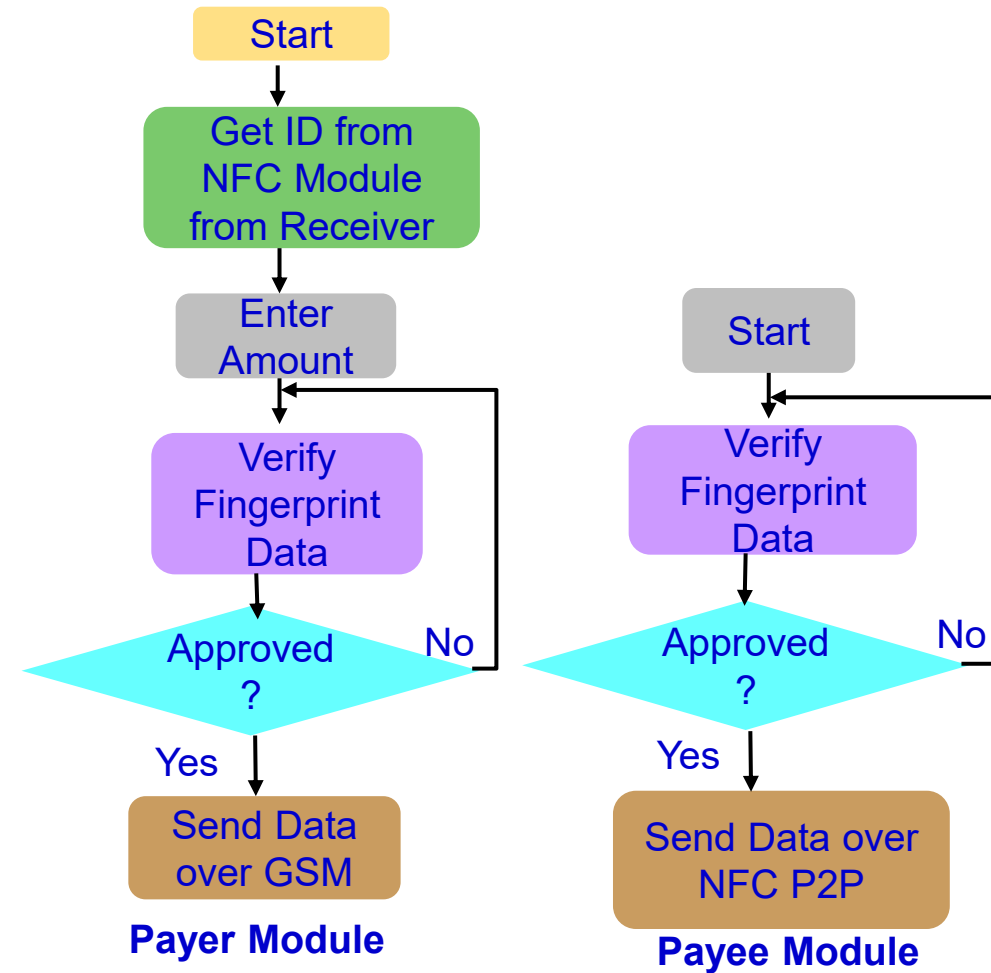 Start
Get ID from
NFC Module
from Receiver
Enter
Amount
Verify
Fingerprint
Data
Approved
?
No
Yes
Send Data
over GSM
Payer Module
Start
Verify
Fingerprint
Data
Approved
?
No
Yes
Send Data over
NFC P2P
Payee Module